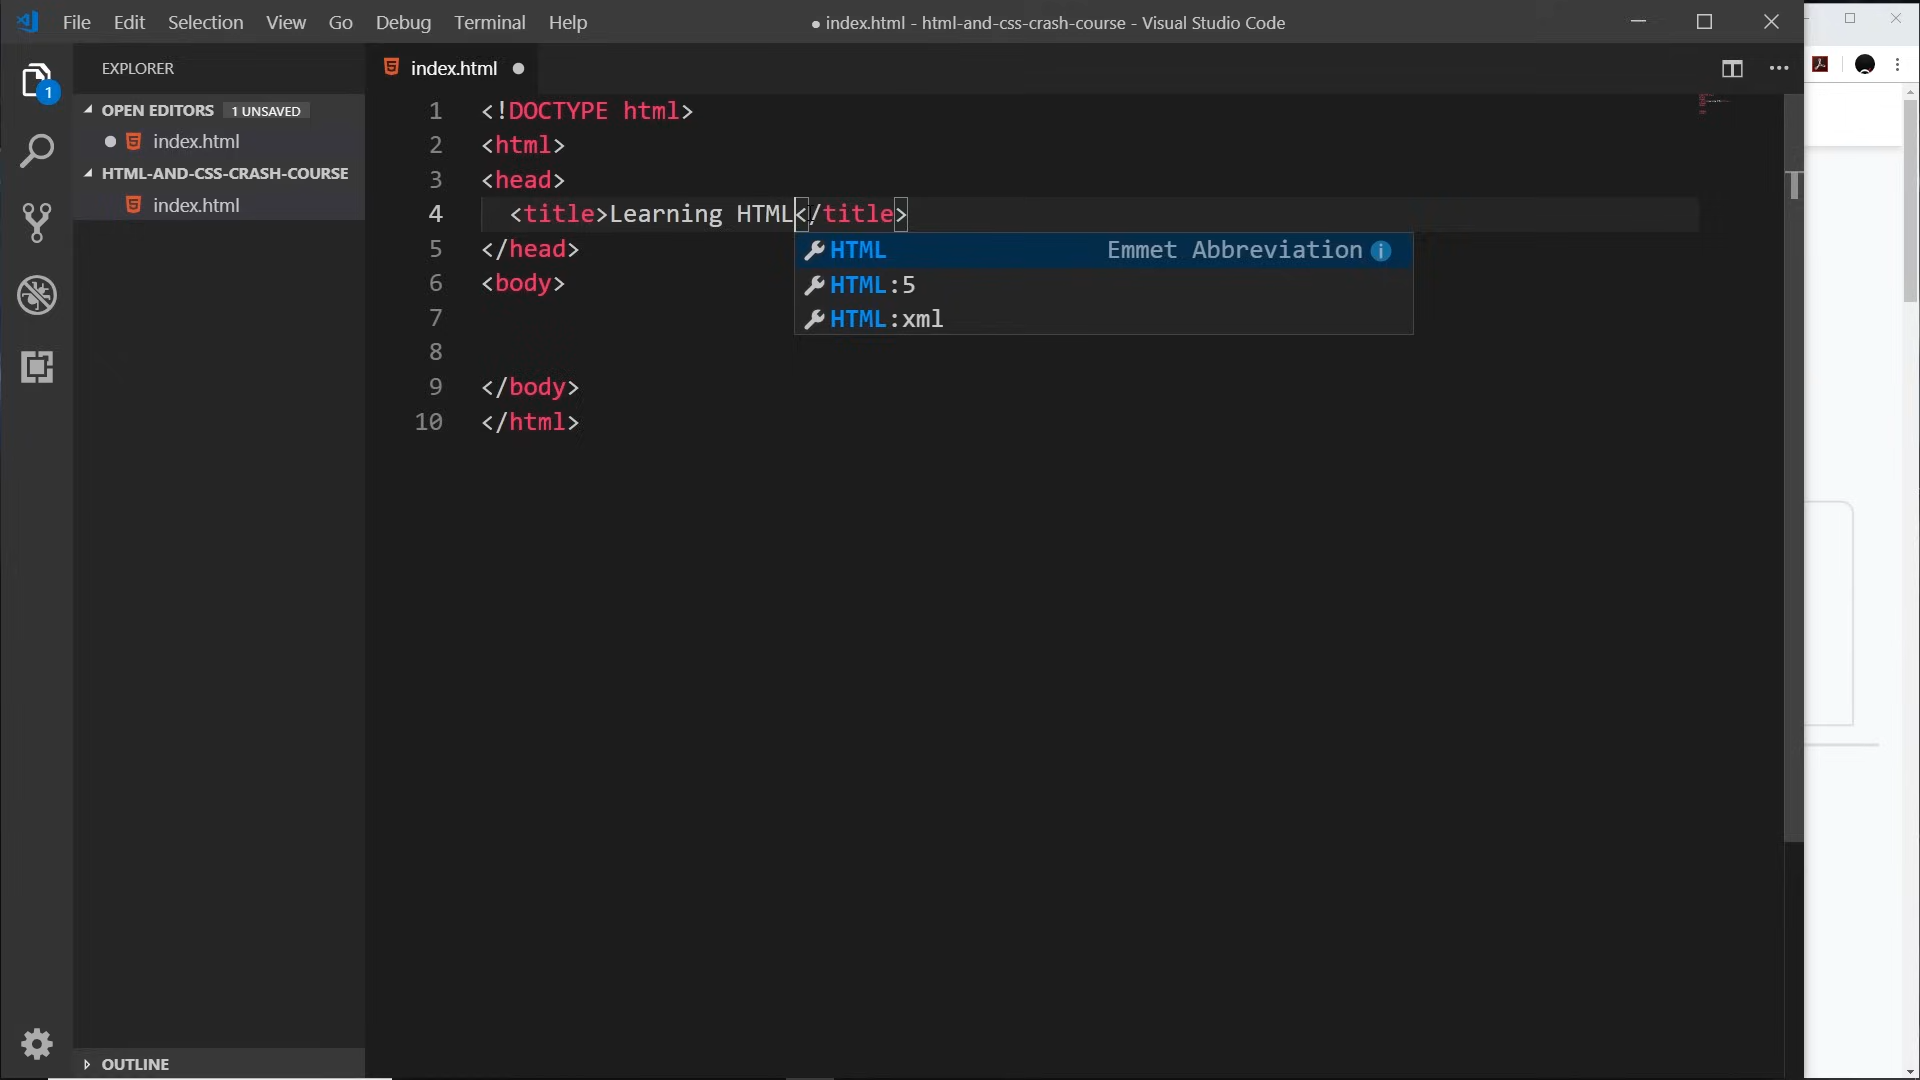 File Edit Selection View Go Debug Terminal Help
● index.html - html-and-css-crash-course - Visual Studio Code
EXPLORER
1
OPEN EDITORS 1 UNSAVED
index.html
HTML-AND-CSS-CRASH-COURSE
index.html
OUTLINE
index.html
1 <!DOCTYPE html>
2 <html>
3 <head>
4 <title>Learning HTML</title>
5 </head>
6 <body>
7
8
9 </body>
10 </html>
HTML Emmet Abbreviation
HTML:5
HTML:xml